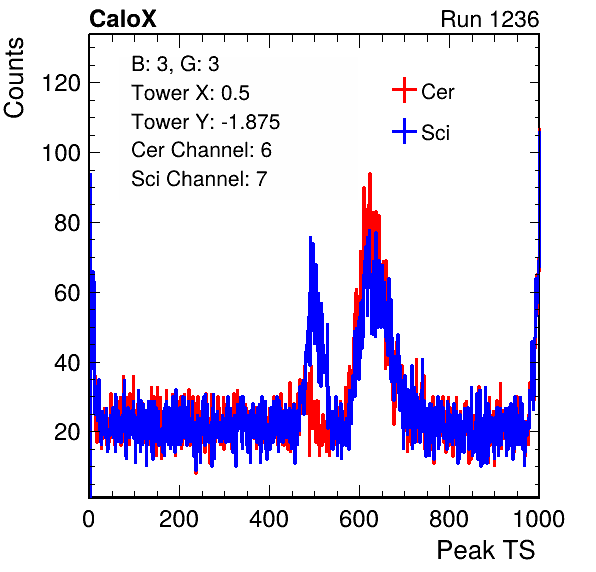 CaloX Run 1236
Counts
B: 3, G: 3
Tower X: 0.5
Tower Y: -1.875
Cer Channel: 6
Sci Channel: 7
Cer
Sci
120
100
80
60
40
20
0 200 400 600 800 1000
Peak TS